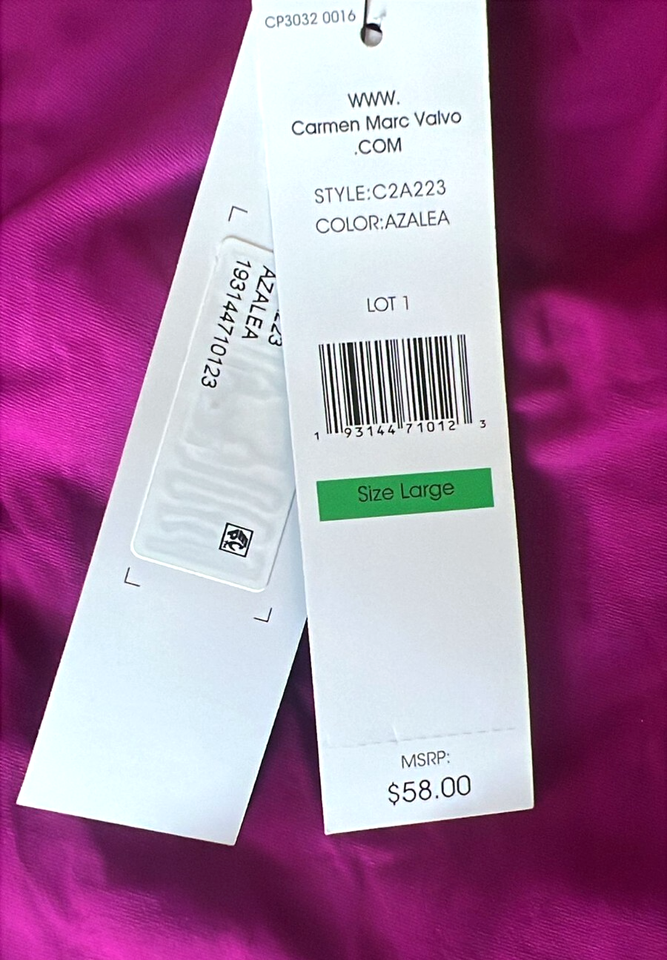 CP3032 0016
WWW.
Carmen Marc Valvo
.COM
STYLE:C2A223
COLOR:AZALEA
LOT 1
1 93144 71012 3
Size Large
MSRP:
$58.00
AZALEA
193144710123